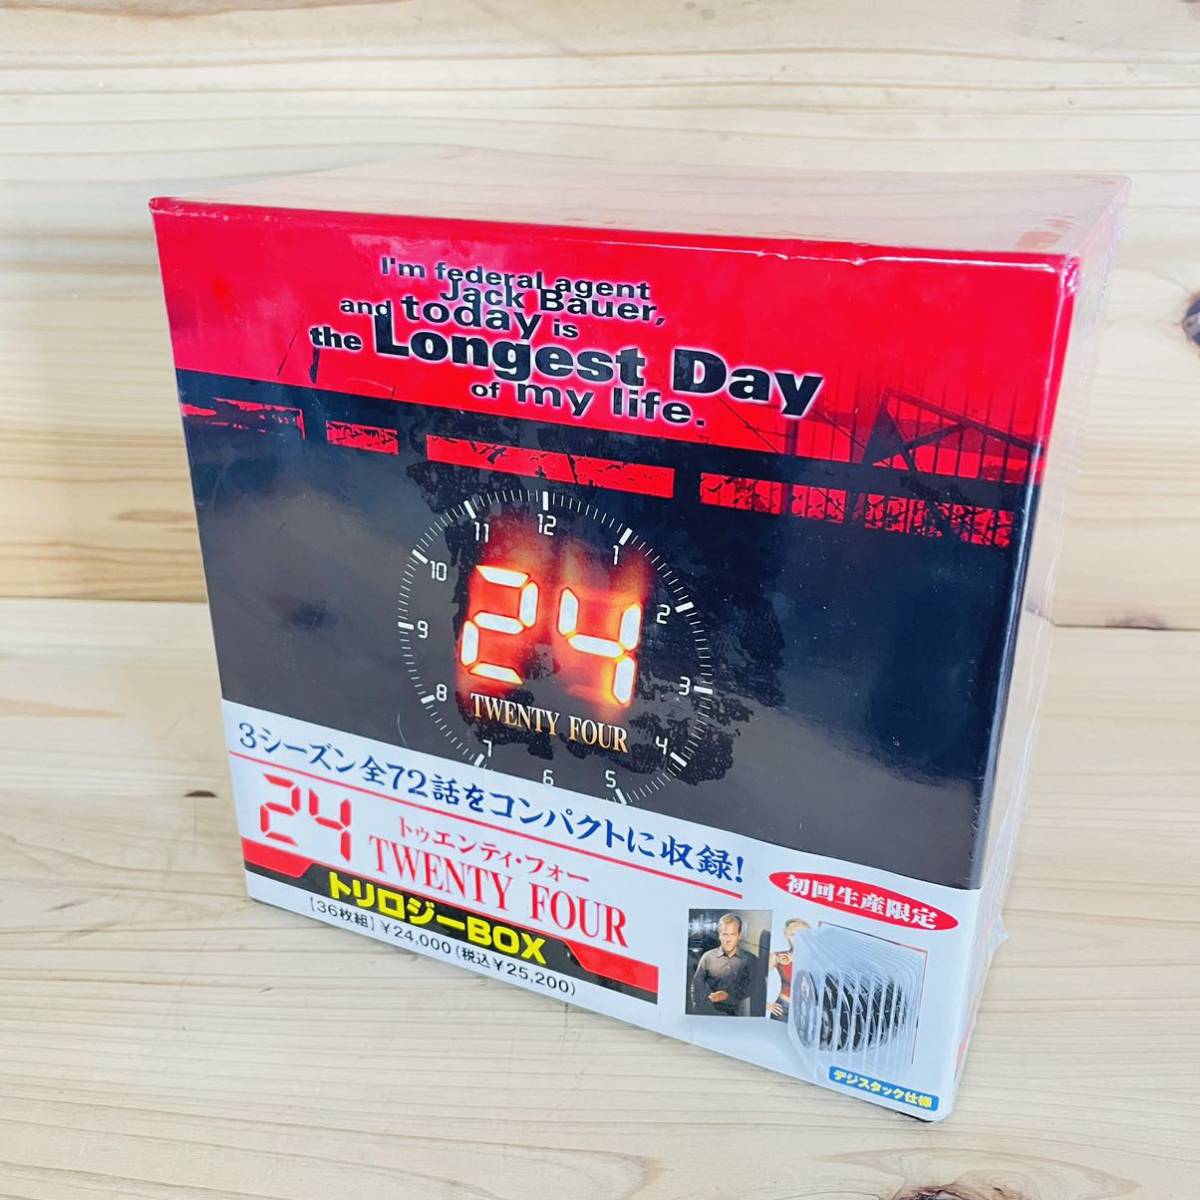 I'm federal agent
Jack Bauer,
and today is
the Longest Day
of my life.
12
11
1
10
2
9
3
8
4
7
5
6
24
TWENTY FOUR
3シーズン全72話をコンパクトに収録!
24
トゥエンティ・フォー
TWENTY FOUR
トリロジーBOX
[36枚組] ¥24,000 (税込¥25,200)
初回生産限定
デジスタック仕様